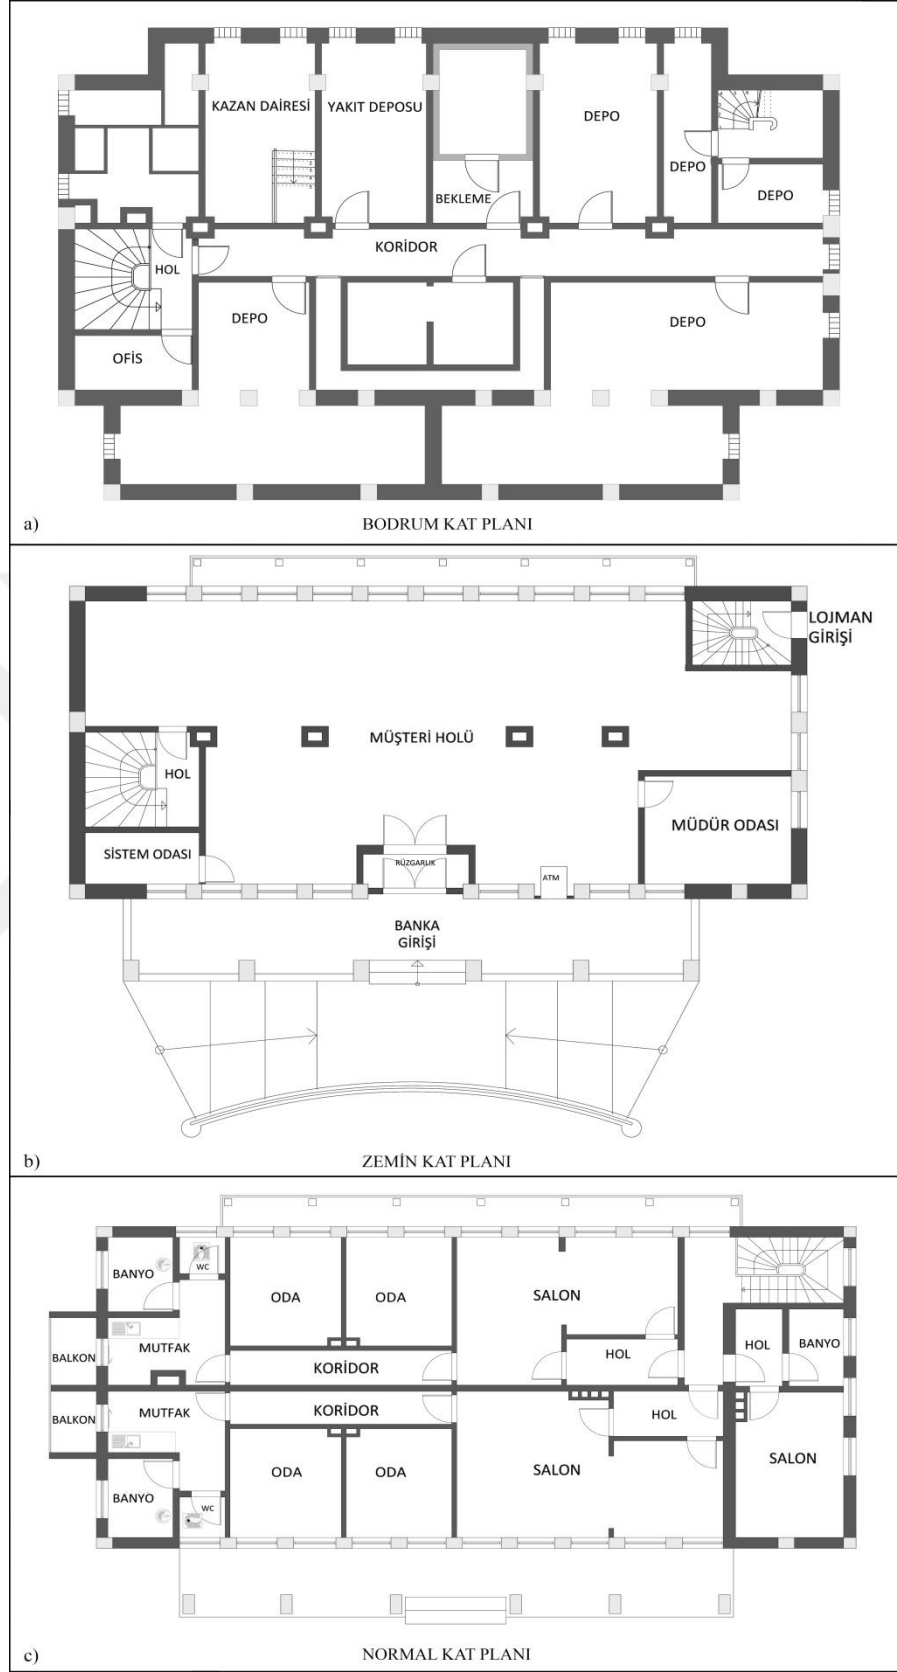 KAZAN DAİRESİ
YAKIT DEPOSU
DEPO
DEPO
BEKLEME
DEPO
KORİDOR
HOL
DEPO
DEPO
OFİS
a)
BODRUM KAT PLANI
LOJMAN
GİRİŞİ
MÜŞTERİ HOLÜ
HOL
MÜDÜR ODASI
SİSTEM ODASI
RÜZGARLIK
ATM
BANKA
GİRİŞİ
b)
ZEMİN KAT PLANI
WC
BANYO
ODA
ODA
SALON
MUTFAK
HOL
HOL
BANYO
BALKON
KORİDOR
MUTFAK
KORİDOR
HOL
BALKON
ODA
ODA
SALON
SALON
BANYO
WC
c)
NORMAL KAT PLANI